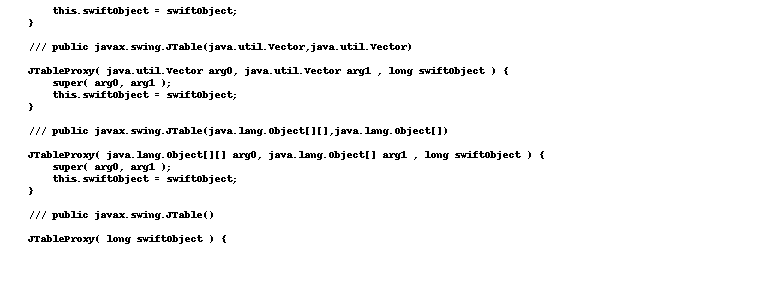 this.swiftObject = swiftObject;
}
/// public javax.swing.JTable(java.util.Vector,java.util.Vector)
JTableProxy( java.util.Vector arg0, java.util.Vector arg1 , long swiftObject ) {
super( arg0, arg1 );
this.swiftObject = swiftObject;
}
/// public javax.swing.JTable(java.lang.Object[][],java.lang.Object[])
JTableProxy( java.lang.Object[][] arg0, java.lang.Object[] arg1 , long swiftObject ) {
super( arg0, arg1 );
this.swiftObject = swiftObject;
}
/// public javax.swing.JTable()
JTableProxy( long swiftObject ) {